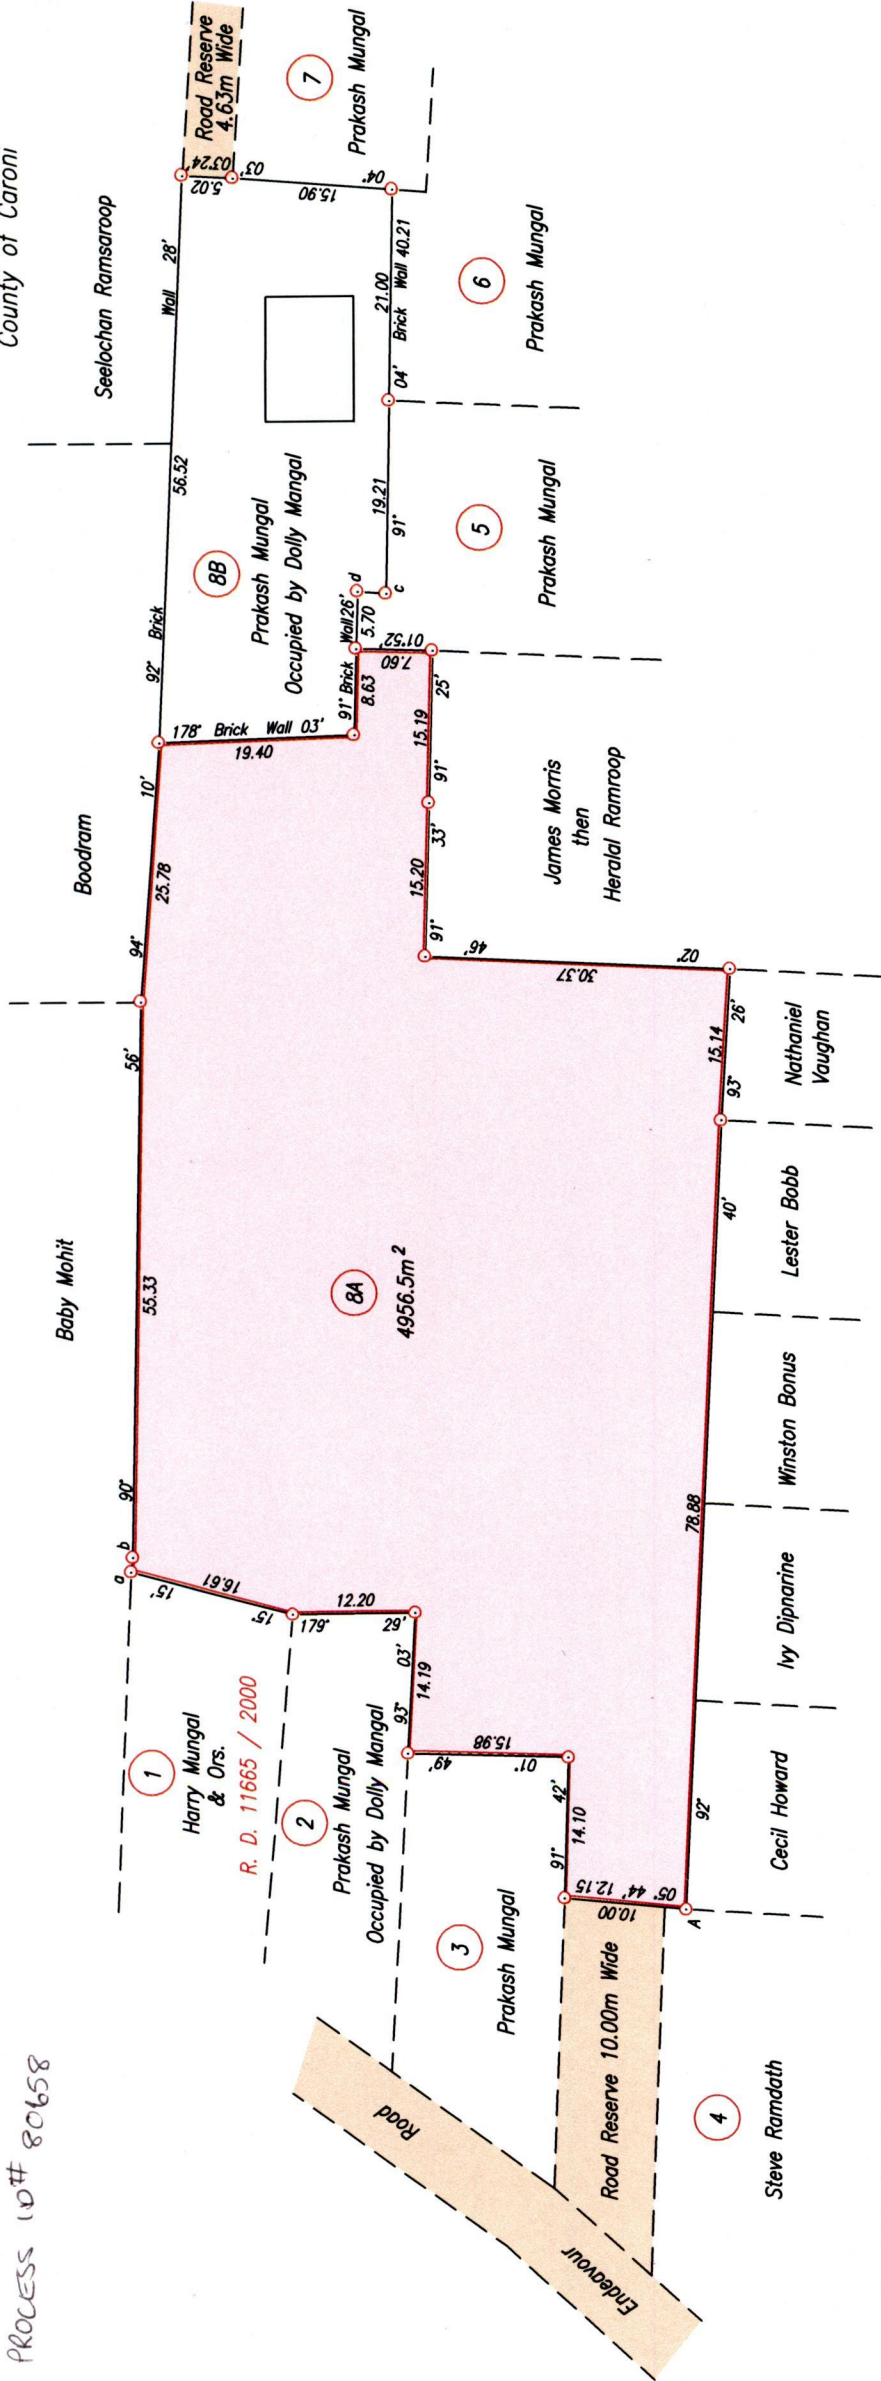 PROCESS ID# 80658
County of Caroni
Baby Mohit
Boodram
Seelochan Ramsaroop
Road Reserve
4.63m Wide
7
Prakash Mungal
a
b
90°
55.33
56'
94°
25.78
10'
92°
Brick
56.52
Wall
28'
5.02
03°24'
03'
15.90
04°
178°
Brick
Wall
03'
19.40
8B
Prakash Mungal
Occupied by Dolly Mangal
91°
Brick
Wall
26'
8.63
5.70
d
c
7.60
01°52'
91°
19.21
04'
21.00
Brick
Wall
40.21
6
Prakash Mungal
5
Prakash Mungal
15'
16.61
15°
179°
12.20
29'
1
Harry Mungal
& Ors.
R. D. 11665 / 2000
2
Prakash Mungal
Occupied by Dolly Mangal
93°
14.19
03'
49'
15.98
01°
91°
14.10
42'
3
Prakash Mungal
8A
4956.5m²
91°
15.20
33'
91°
15.19
25'
46'
30.37
02°
James Morris
then
Heralal Ramroop
Endeavour
Road
Road Reserve 10.00m Wide
10.00
05° 44' 12.15
A
92°
78.88
40'
93°
15.14
26'
4
Steve Ramdath
Cecil Howard
Ivy Dipnarine
Winston Bonus
Lester Bobb
Nathaniel
Vaughan